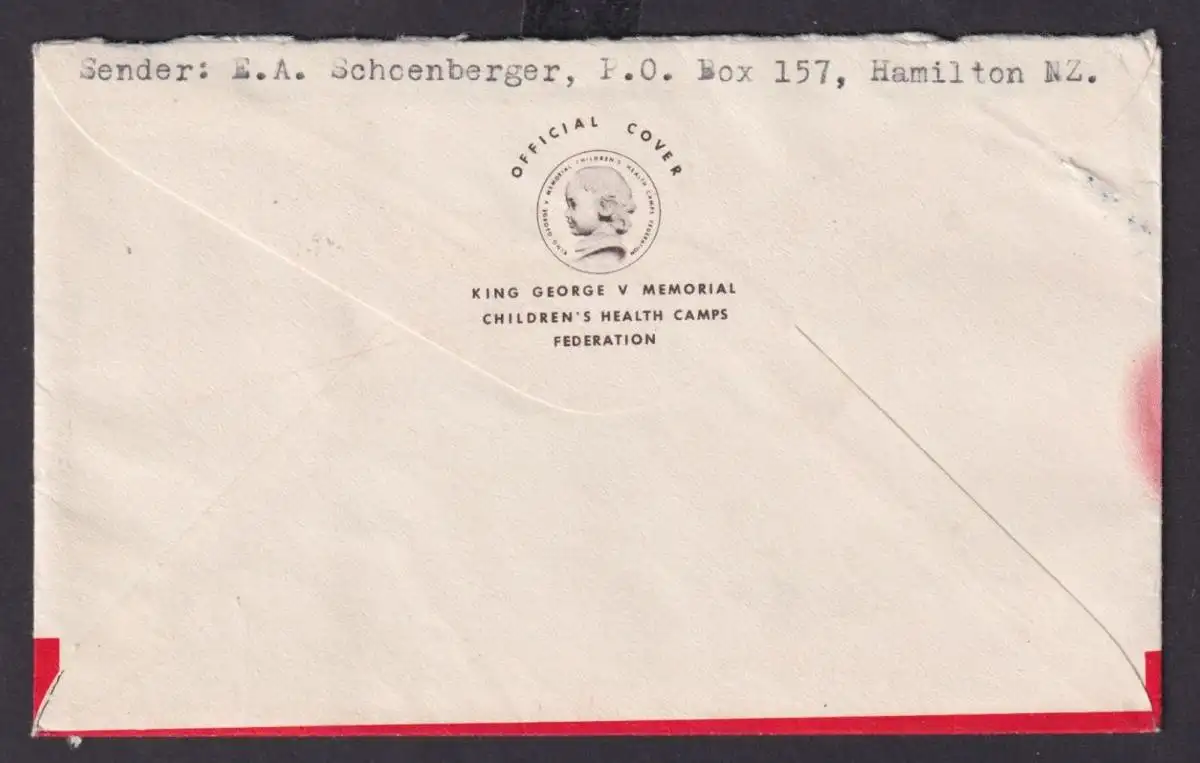 Sender: E.A. Schoenberger, P.O. Box 157, Hamilton NZ.
OFFICIAL COVER
KING GEORGE V MEMORIAL CHILDREN'S HEALTH CAMPS FEDERATION
KING GEORGE V MEMORIAL
CHILDREN'S HEALTH CAMPS
FEDERATION